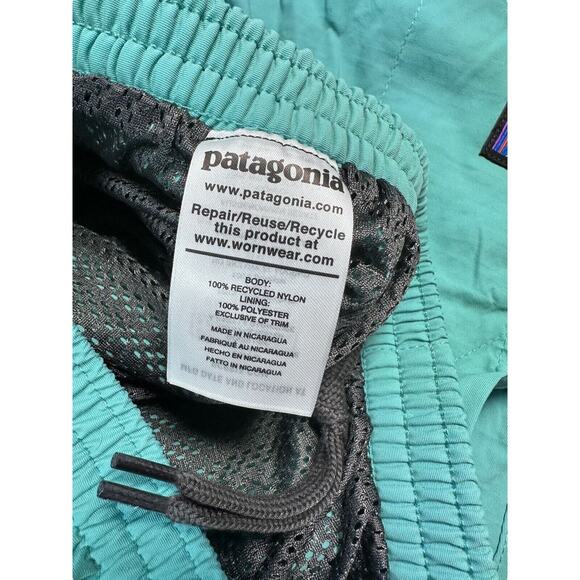 patagonia
www.patagonia.com
Repair/Reuse/Recycle
this product at
www.wornwear.com
BODY:
100% RECYCLED NYLON
LINING:
100% POLYESTER
EXCLUSIVE OF TRIM
MADE IN NICARAGUA
FABRIQUÉ AU NICARAGUA
HECHO EN NICARAGUA
FATTO IN NICARAGUA